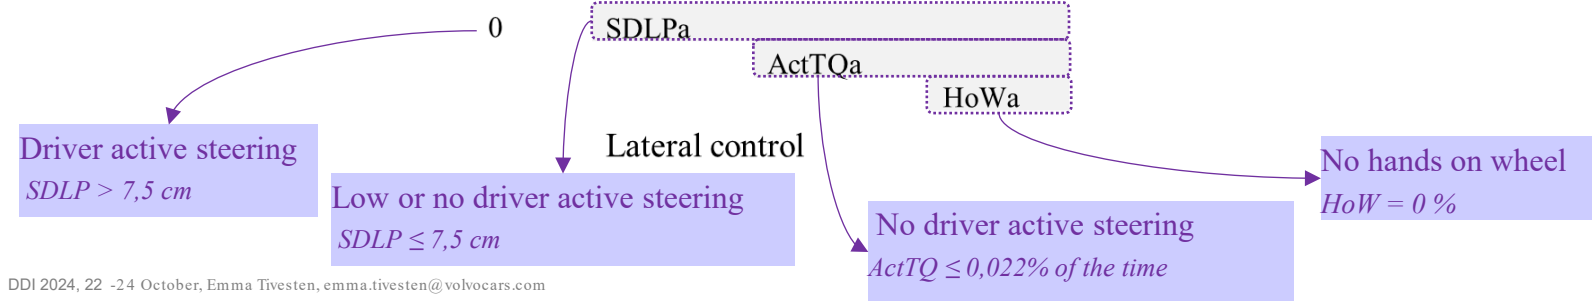 0
SDLPa
ActTQa
HoWa
Lateral control
Driver active steering
SDLP > 7,5 cm
Low or no driver active steering
SDLP ≤ 7,5 cm
No driver active steering
ActTQ ≤ 0,022% of the time
No hands on wheel
HoW = 0 %
DDI 2024, 22 -24 October, Emma Tivesten, emma.tivesten@volvocars.com